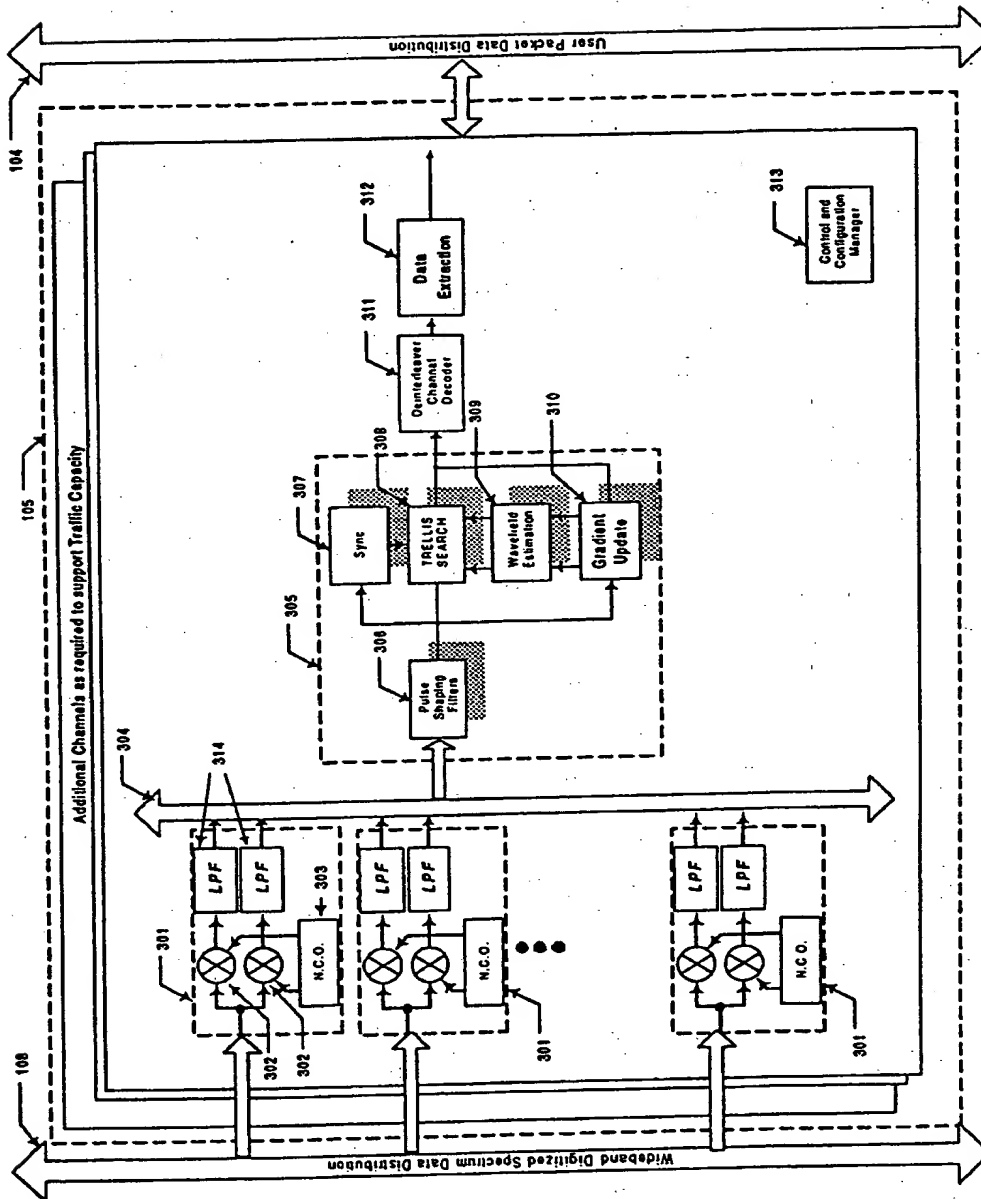 104
User Packet Data Distribution
105
Additional Channels as required to support Traffic Capacity
312
Data
Extraction
311
Deinterleaver
Channel
Decoder
313
Control and
Configuration
Manager
305
307
Sync
308
TRELLIS
SEARCH
309
Wavefield
Estimation
310
Gradient
Update
306
Pulse
Shaping
Filters
304
314
LPF
LPF
303
N.C.O.
301
302
302
LPF
LPF
N.C.O.
301
LPF
LPF
N.C.O.
301
108
Wideband Digitized Spectrum Data Distribution